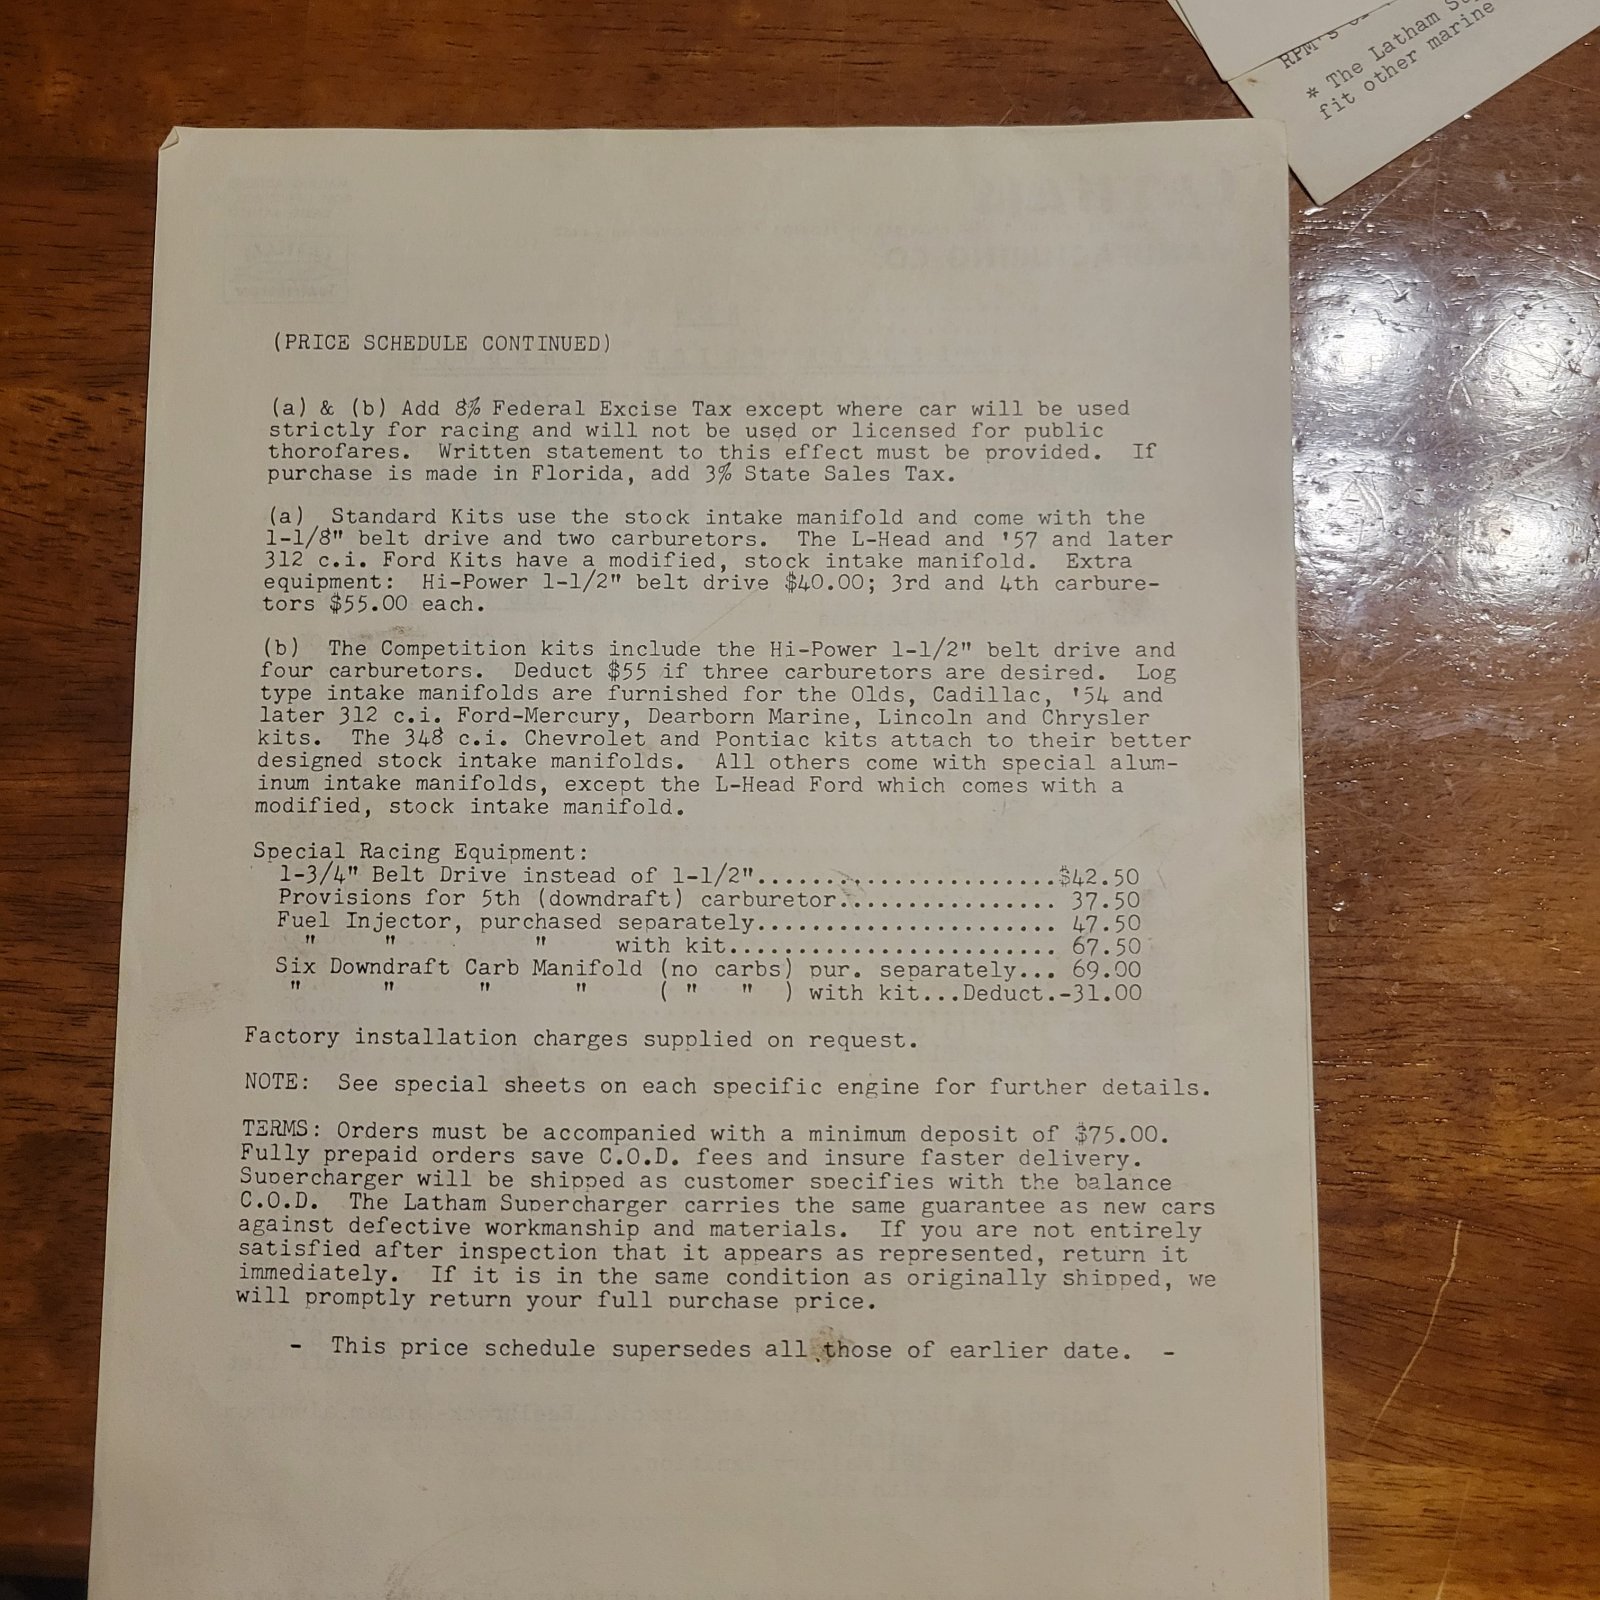 RPM'S
* The Latham
fit other marine
(PRICE SCHEDULE CONTINUED)
(a) & (b) Add 8% Federal Excise Tax except where car will be used
strictly for racing and will not be used or licensed for public
thorofares.  Written statement to this effect must be provided.  If
purchase is made in Florida, add 3% State Sales Tax.
(a)  Standard Kits use the stock intake manifold and come with the
1-1/8" belt drive and two carburetors.  The L-Head and '57 and later
312 c.i. Ford Kits have a modified, stock intake manifold.  Extra
equipment:  Hi-Power 1-1/2" belt drive $40.00; 3rd and 4th carbure-
tors $55.00 each.
(b)  The Competition kits include the Hi-Power 1-1/2" belt drive and
four carburetors.  Deduct $55 if three carburetors are desired.  Log
type intake manifolds are furnished for the Olds, Cadillac, '54 and
later 312 c.i. Ford-Mercury, Dearborn Marine, Lincoln and Chrysler
kits.  The 348 c.i. Chevrolet and Pontiac kits attach to their better
designed stock intake manifolds.  All others come with special alum-
inum intake manifolds, except the L-Head Ford which comes with a
modified, stock intake manifold.
Special Racing Equipment:
1-3/4" Belt Drive instead of 1-1/2"......................$42.50
Provisions for 5th (downdraft) carburetor................ 37.50
Fuel Injector, purchased separately...................... 47.50
" " " with kit........................ 67.50
Six Downdraft Carb Manifold (no carbs) pur. separately... 69.00
" " " " ( " " ) with kit...Deduct.-31.00
Factory installation charges supplied on request.
NOTE:  See special sheets on each specific engine for further details.
TERMS: Orders must be accompanied with a minimum deposit of $75.00.
Fully prepaid orders save C.O.D. fees and insure faster delivery.
Supercharger will be shipped as customer specifies with the balance
C.O.D.  The Latham Supercharger carries the same guarantee as new cars
against defective workmanship and materials.  If you are not entirely
satisfied after inspection that it appears as represented, return it
immediately.  If it is in the same condition as originally shipped, we
will promptly return your full purchase price.
-  This price schedule supersedes all those of earlier date.  -